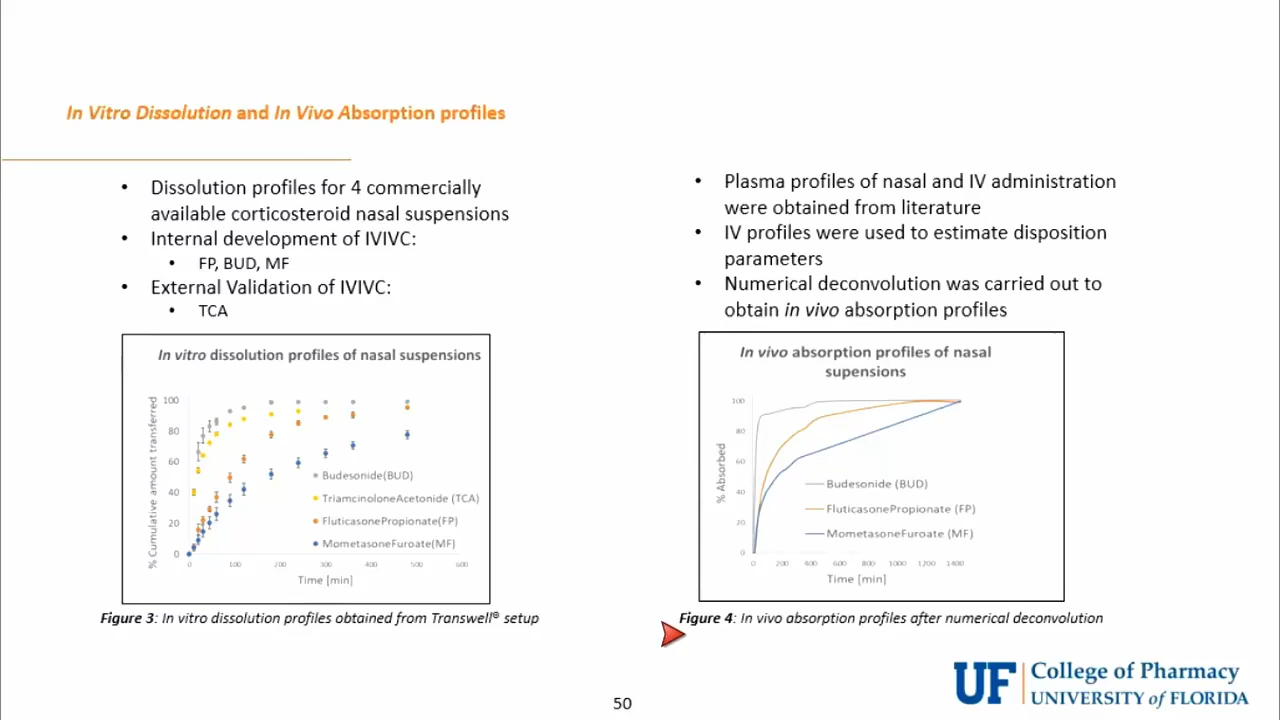 In Vitro Dissolution and In Vivo Absorption profiles
• Dissolution profiles for 4 commercially
available corticosteroid nasal suspensions
• Internal development of IVIVC:
• FP, BUD, MF
• External Validation of IVIVC:
• TCA
In vitro dissolution profiles of nasal suspensions
% Cumulative amount transferred
100
80
60
40
20
0
0 100 200 300 400 500 600
Time [min]
Budesonide(BUD)
TriamcinoloneAcetonide (TCA)
FluticasonePropionate(FP)
MometasoneFuroate(MF)
Figure 3: In vitro dissolution profiles obtained from Transwell® setup
• Plasma profiles of nasal and IV administration
were obtained from literature
• IV profiles were used to estimate disposition
parameters
• Numerical deconvolution was carried out to
obtain in vivo absorption profiles
In vivo absorption profiles of nasal
supensions
% Absorbed
100
80
60
40
20
0
0 200 400 600 800 1000 1200 1400
Time [min]
Budesonide (BUD)
FluticasonePropionate (FP)
MometasoneFuroate (MF)
Figure 4: In vivo absorption profiles after numerical deconvolution
UF College of Pharmacy
UNIVERSITY of FLORIDA
50